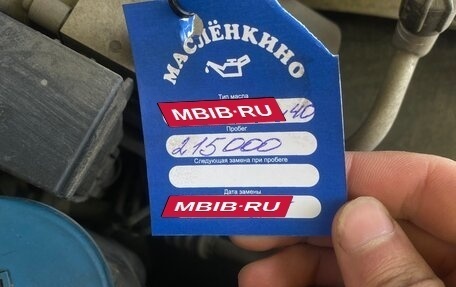 МАСЛЁНКИНО
Тип масла
MBIB·RU 40
Пробег
215000
Следующая замена при пробеге
Дата замены
MBIB·RU